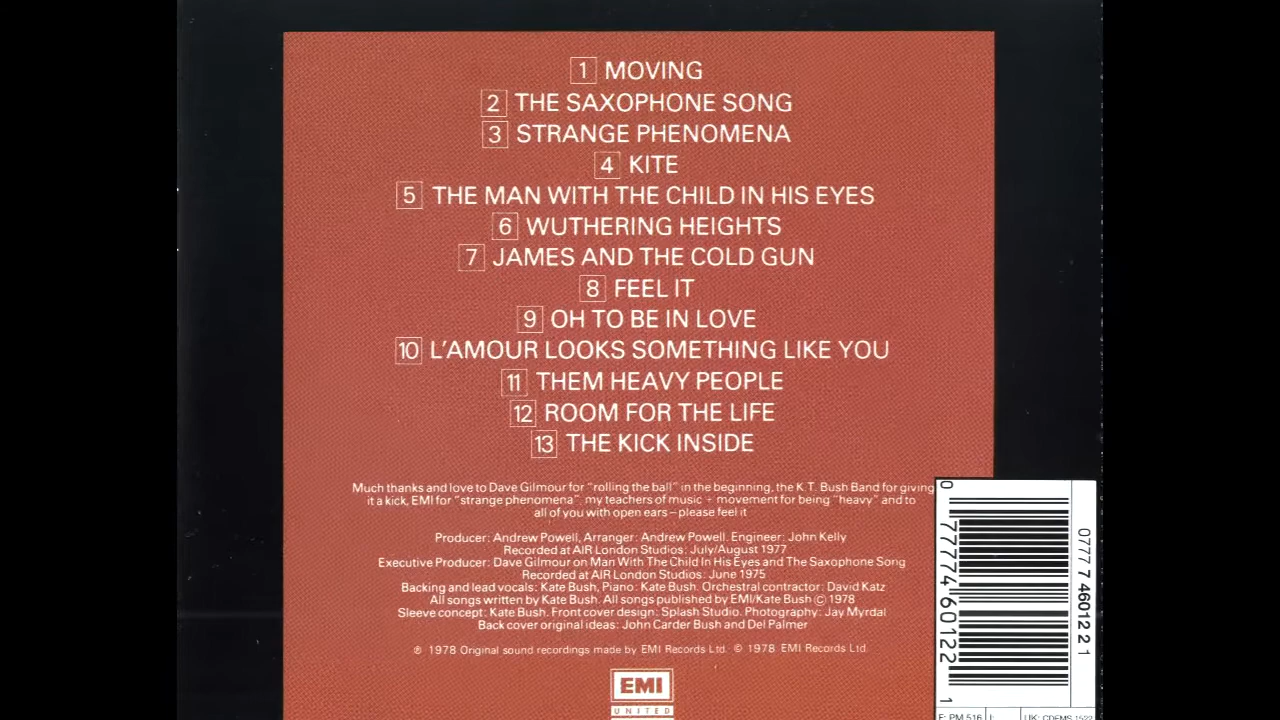 1 MOVING
2 THE SAXOPHONE SONG
3 STRANGE PHENOMENA
4 KITE
5 THE MAN WITH THE CHILD IN HIS EYES
6 WUTHERING HEIGHTS
7 JAMES AND THE COLD GUN
8 FEEL IT
9 OH TO BE IN LOVE
10 L'AMOUR LOOKS SOMETHING LIKE YOU
11 THEM HEAVY PEOPLE
12 ROOM FOR THE LIFE
13 THE KICK INSIDE
Much thanks and love to Dave Gilmour for "rolling the ball" in the beginning, the K.T. Bush Band for giving
it a kick, EMI for "strange phenomena", my teachers of music + movement for being "heavy" and to
all of you with open ears – please feel it
Producer: Andrew Powell, Arranger: Andrew Powell. Engineer: John Kelly
Recorded at AIR London Studios: July/August 1977
Executive Producer: Dave Gilmour on Man With The Child In His Eyes and The Saxophone Song
Recorded at AIR London Studios: June 1975
Backing and lead vocals: Kate Bush, Piano: Kate Bush. Orchestral contractor: David Katz
All songs written by Kate Bush. All songs published by EMI/Kate Bush © 1978
Sleeve concept: Kate Bush. Front cover design: Splash Studio. Photography: Jay Myrdal
Back cover original ideas: John Carder Bush and Del Palmer
℗ 1978 Original sound recordings made by EMI Records Ltd. © 1978 EMI Records Ltd.
EMI
UNITED
0 77774 60122 1
0777 7 46012 2 1
F: PM 516 I: UK: CDEMS 1522